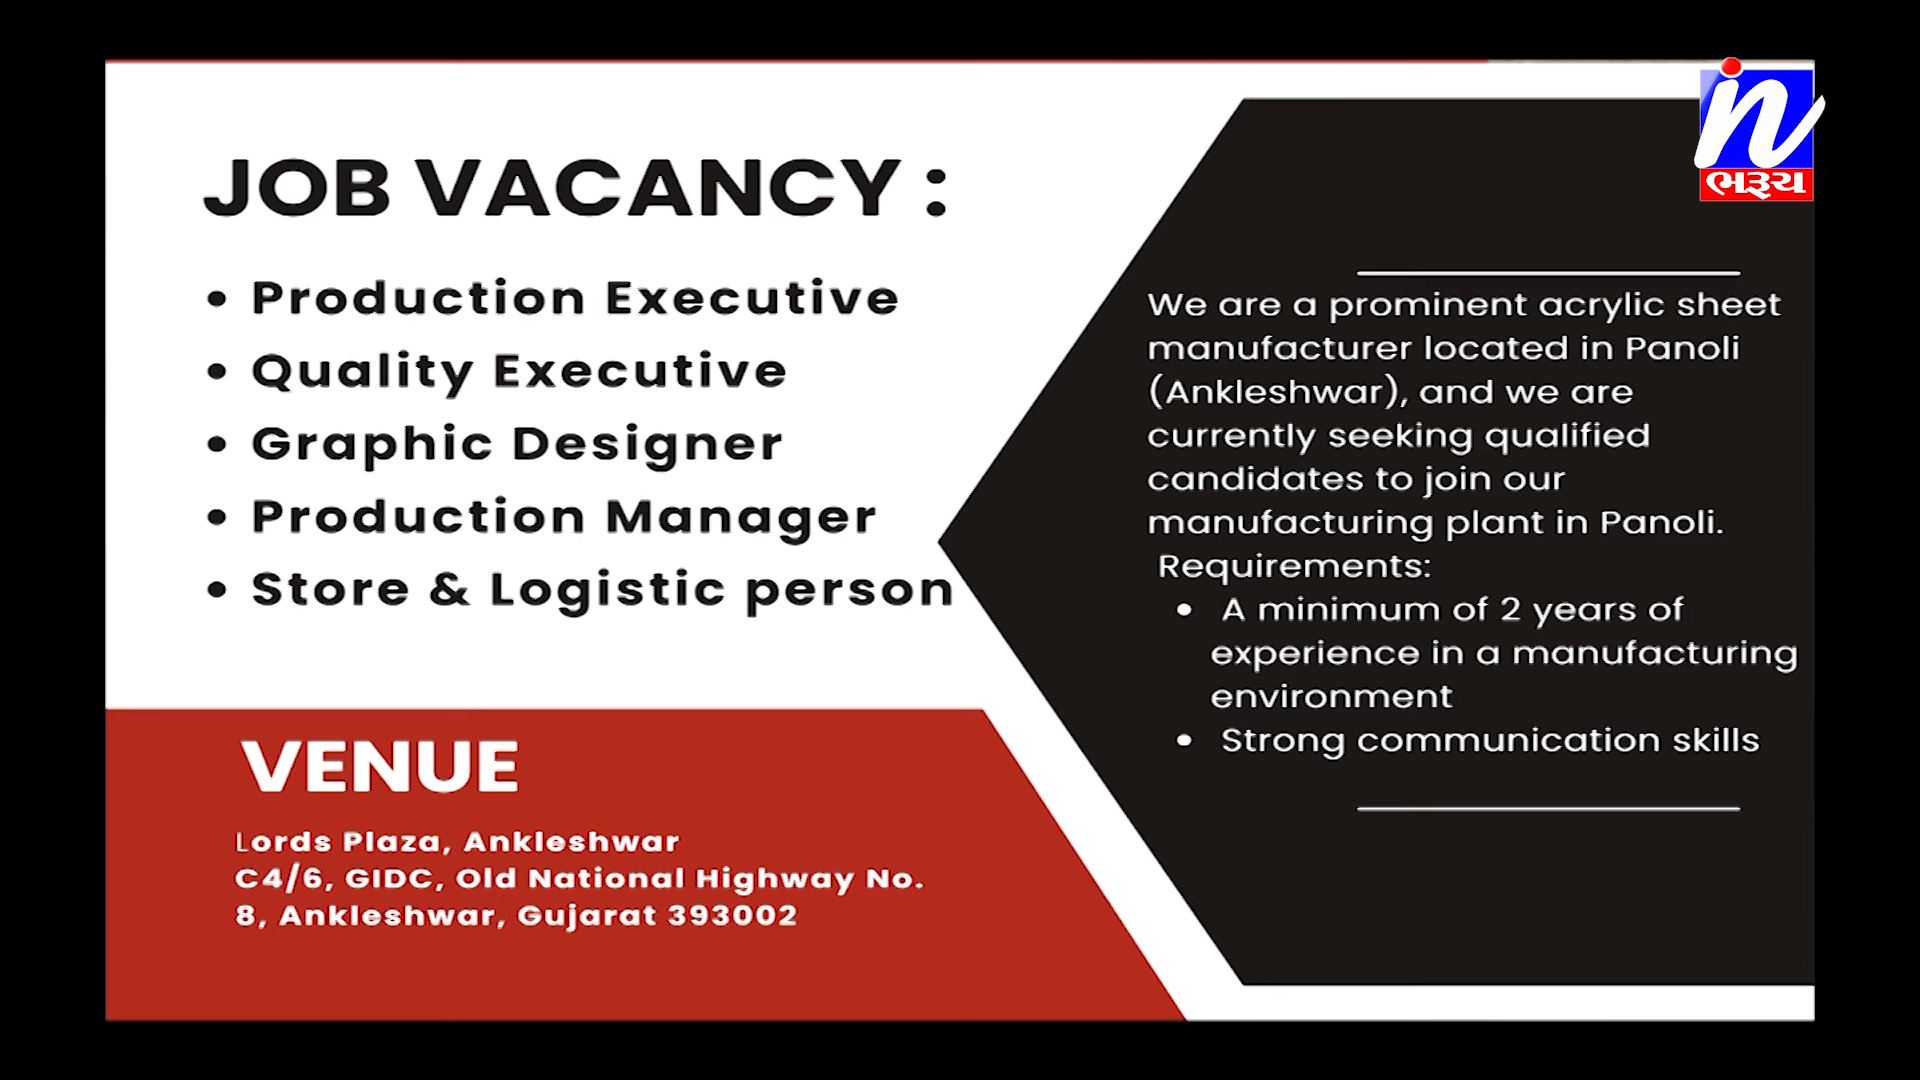 JOB VACANCY :
• Production Executive
• Quality Executive
• Graphic Designer
• Production Manager
• Store & Logistic person
VENUE
Lords Plaza, Ankleshwar
C4/6, GIDC, Old National Highway No.
8, Ankleshwar, Gujarat 393002
in
ભરૂચ
We are a prominent acrylic sheet
manufacturer located in Panoli
(Ankleshwar), and we are
currently seeking qualified
candidates to join our
manufacturing plant in Panoli.
Requirements:
• A minimum of 2 years of
experience in a manufacturing
environment
• Strong communication skills